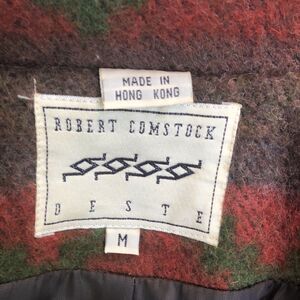 MADE IN
HONG KONG
ROBERT COMSTOCK
DESTE
M